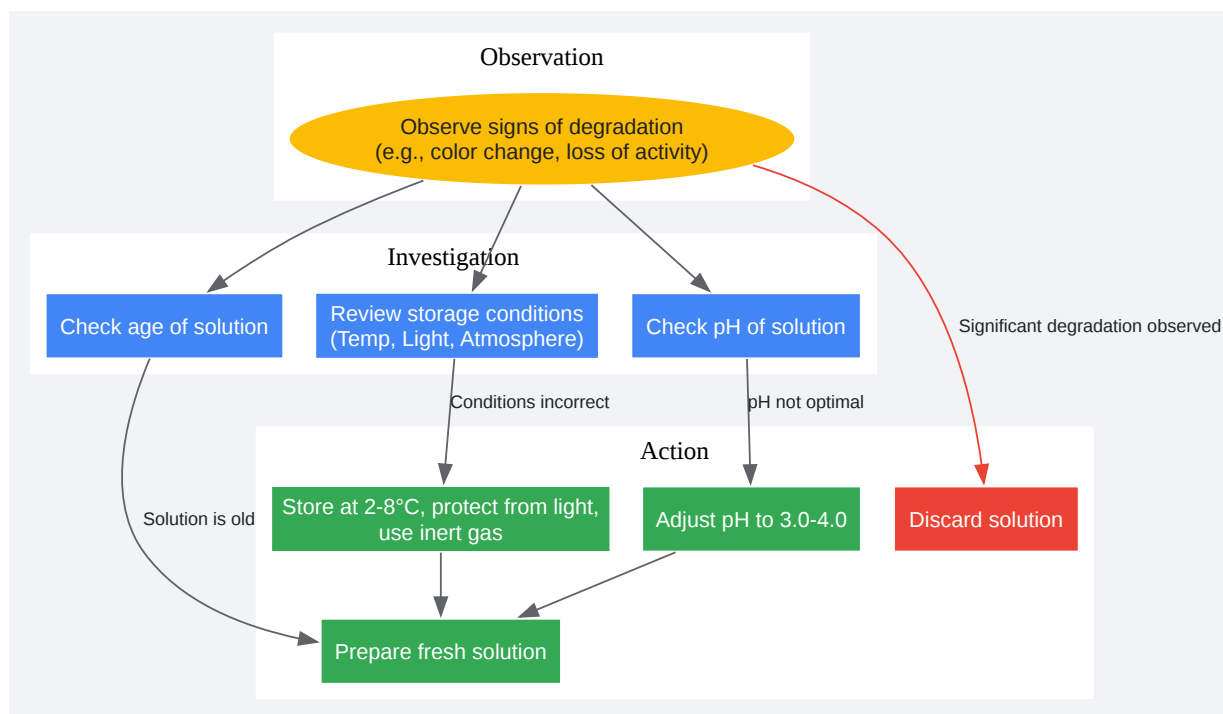 Observation
Observe signs of degradation
(e.g., color change, loss of activity)
Investigation
Check age of solution
Review storage conditions
(Temp, Light, Atmosphere)
Check pH of solution
Significant degradation observed
Conditions incorrect
pH not optimal
Action
Solution is old
Store at 2-8°C, protect from light,
use inert gas
Adjust pH to 3.0-4.0
Discard solution
Prepare fresh solution